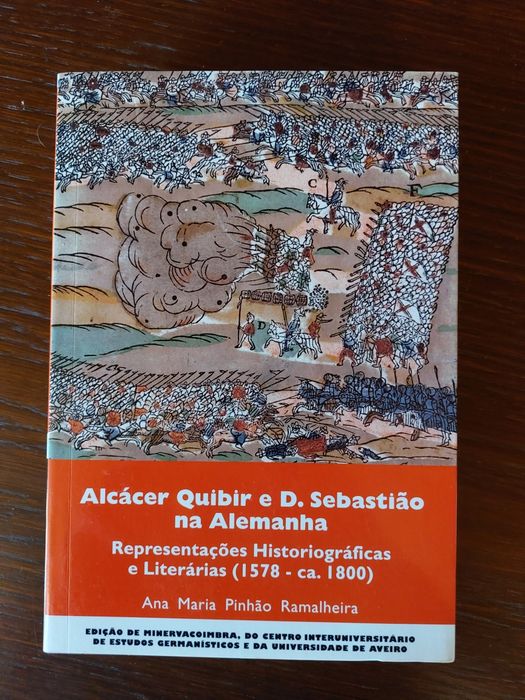 C
F
D
Alcácer Quibir e D. Sebastião
na Alemanha
Representações Historiográficas
e Literárias (1578 - ca. 1800)
Ana Maria Pinhão Ramalheira
EDIÇÃO DE MINERVACOIMBRA, DO CENTRO INTERUNIVERSITÁRIO
DE ESTUDOS GERMANÍSTICOS E DA UNIVERSIDADE DE AVEIRO